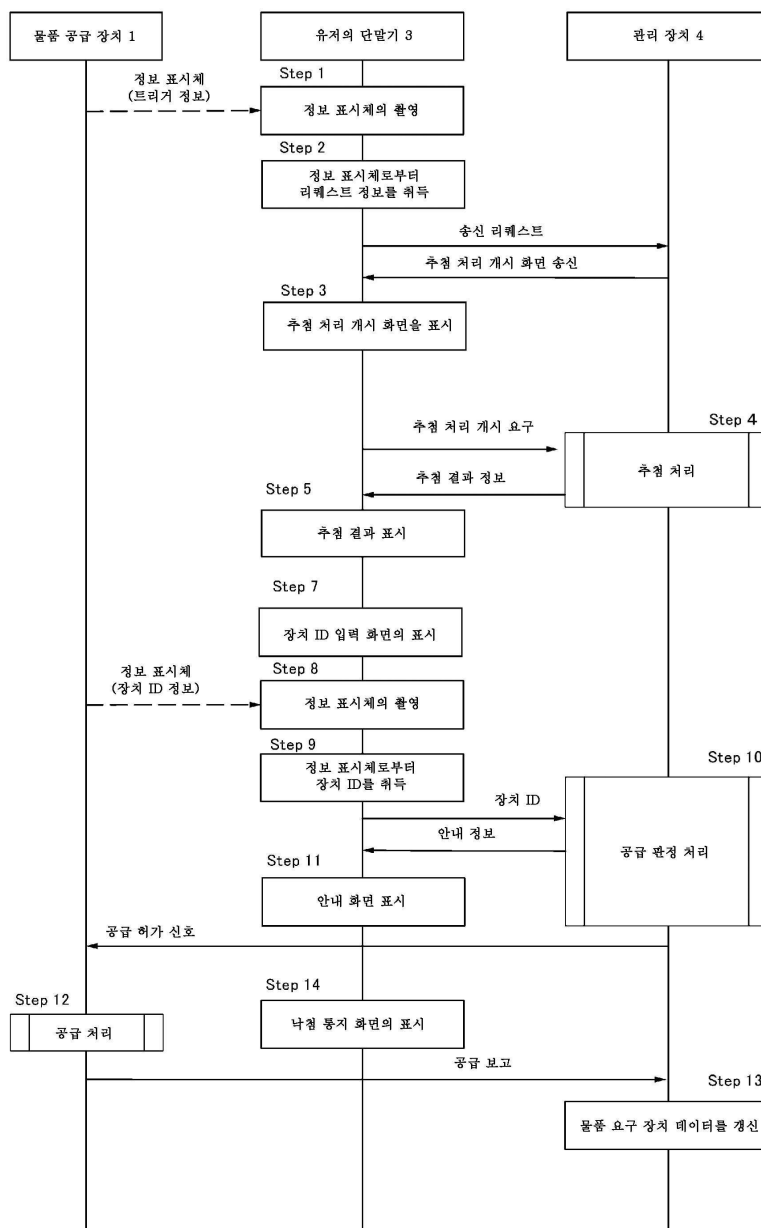 물품 공급 장치 1
유저의 단말기 3
관리 장치 4
Step 1
정보 표시체
(트리거 정보)
정보 표시체의 촬영
Step 2
정보 표시체로부터
리퀘스트 정보를 취득
송신 리퀘스트
추첨 처리 개시 화면 송신
Step 3
추첨 처리 개시 화면을 표시
Step 4
추첨 처리 개시 요구
추첨 처리
추첨 결과 정보
Step 5
추첨 결과 표시
Step 7
장치 ID 입력 화면의 표시
정보 표시체
(장치 ID 정보)
Step 8
정보 표시체의 촬영
Step 9
정보 표시체로부터
장치 ID를 취득
Step 10
장치 ID
안내 정보
공급 판정 처리
Step 11
안내 화면 표시
공급 허가 신호
Step 12
공급 처리
Step 14
낙첨 통지 화면의 표시
공급 보고
Step 13
물품 요구 장치 데이터를 갱신